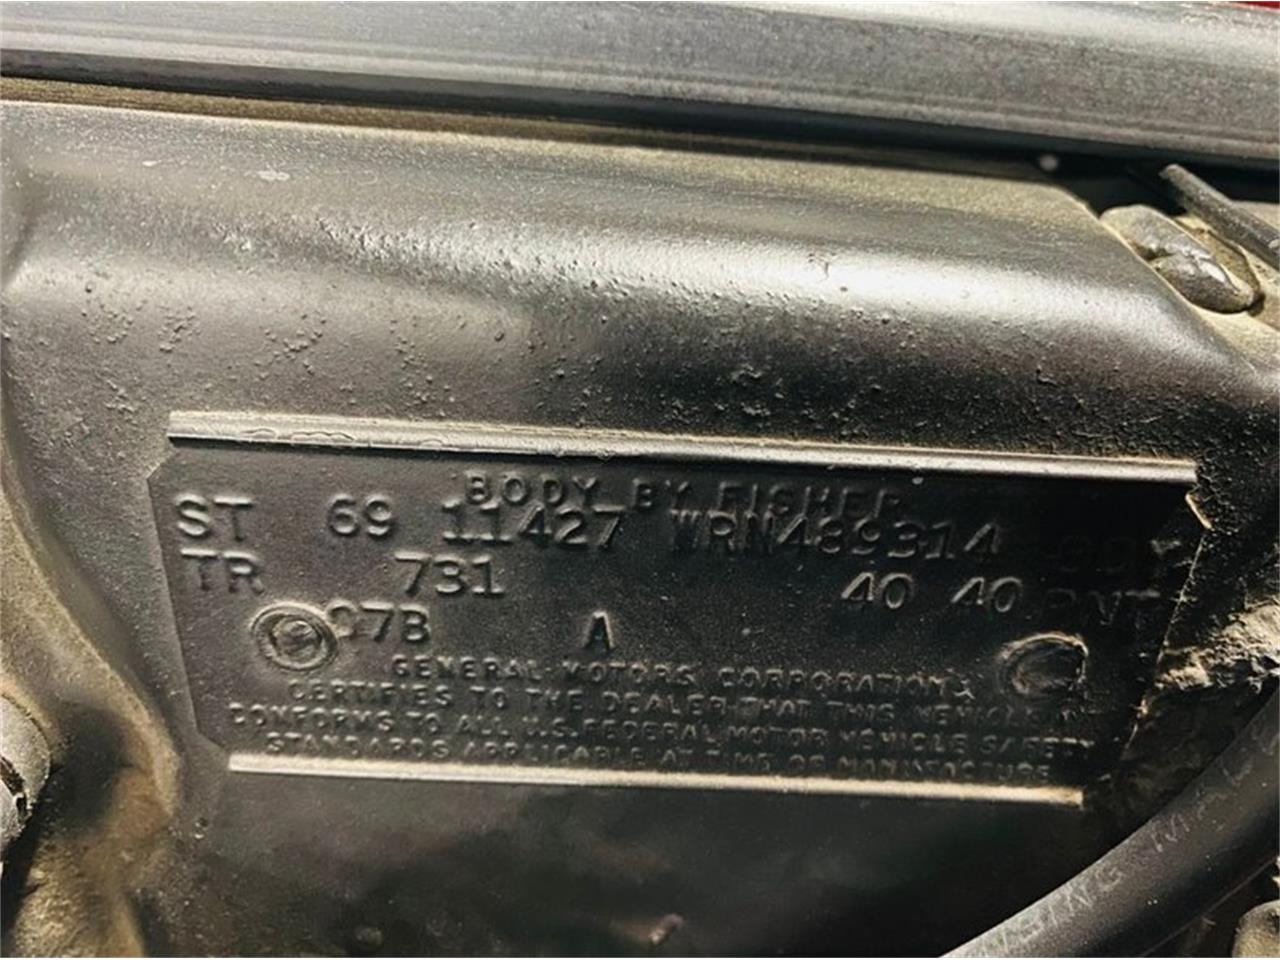 BODY BY FISHER
ST 69 11427 WRN489314 BDY
TR 731 40 40 PNT
07B A
GENERAL MOTORS CORPORATION
CERTIFIES TO THE DEALER THAT THIS VEHICLE
CONFORMS TO ALL U.S. FEDERAL MOTOR VEHICLE SAFETY
STANDARDS APPLICABLE AT TIME OF MANUFACTURE